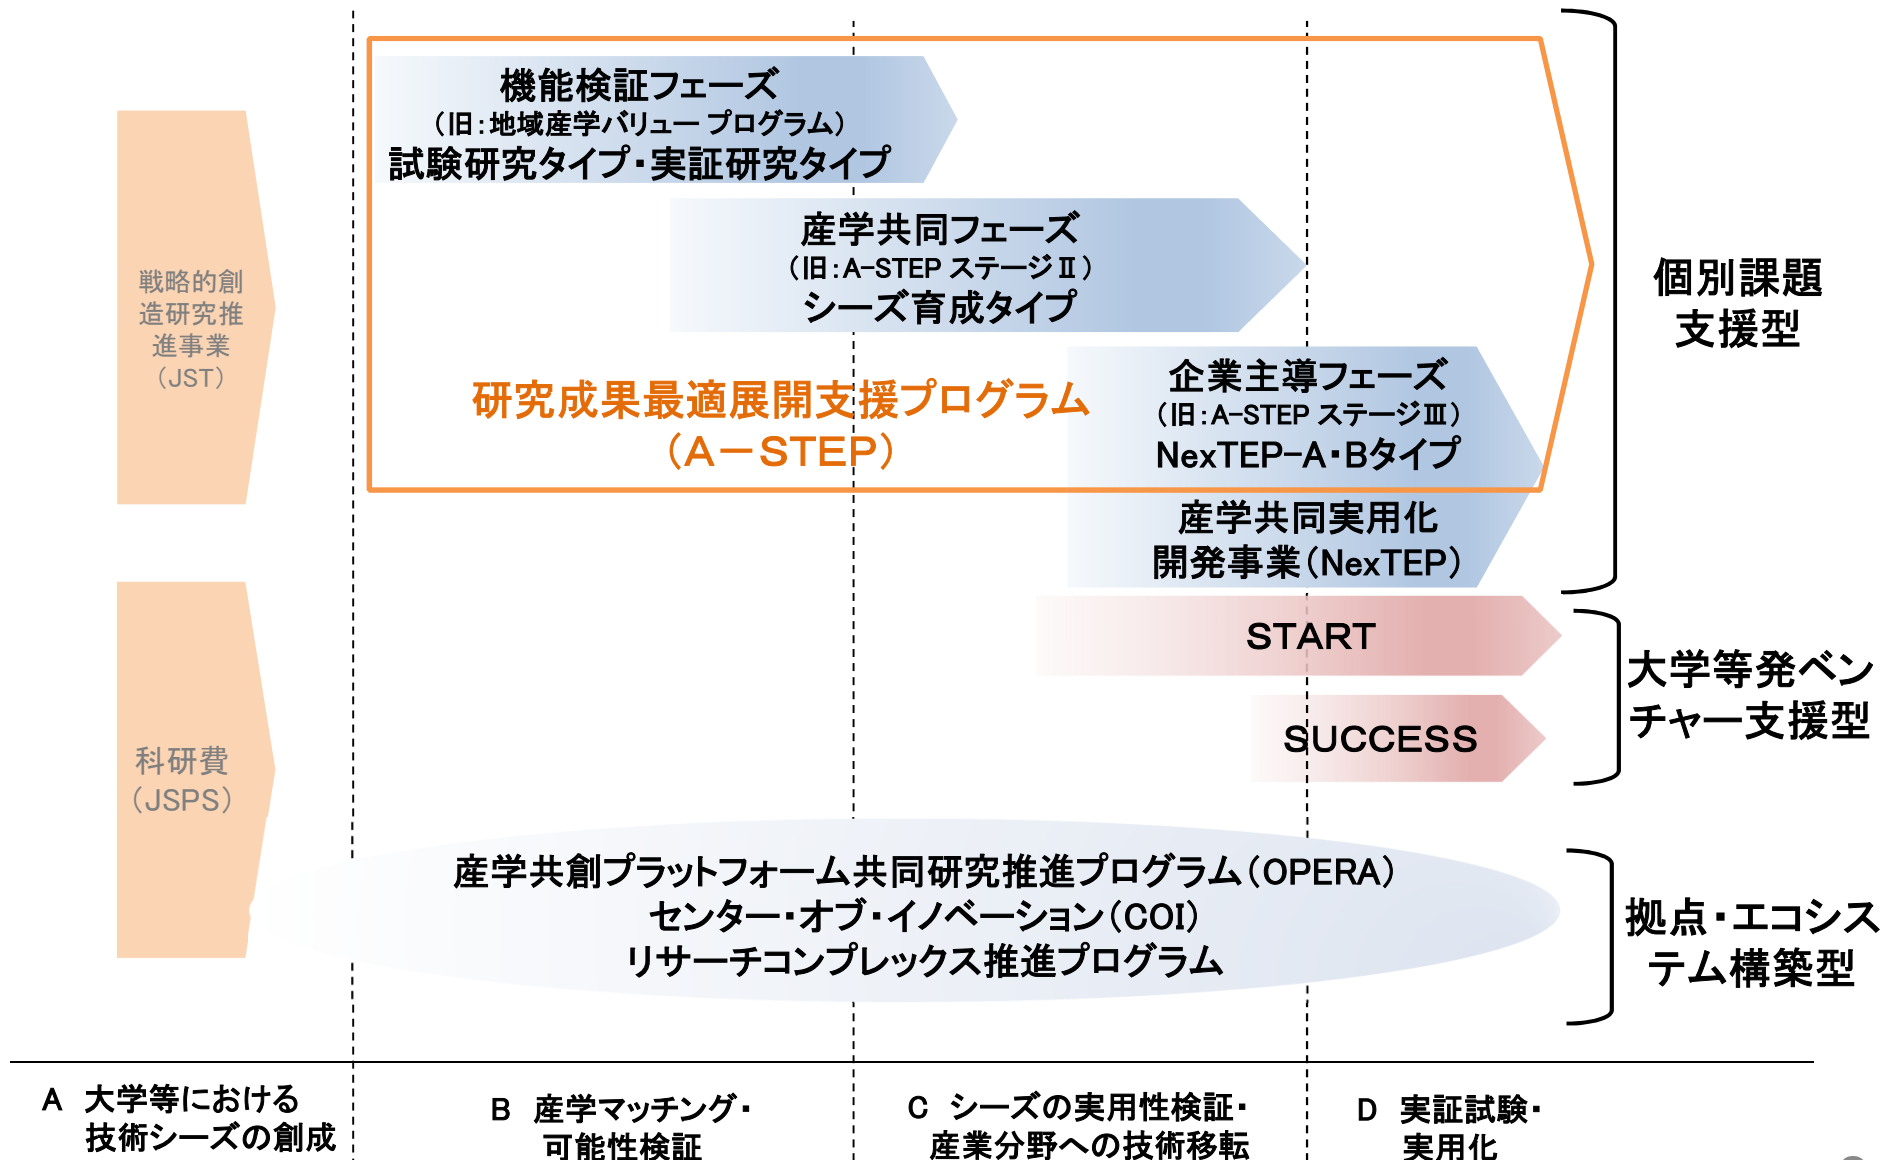 機能検証フェーズ
（旧：地域産学バリュープログラム）
試験研究タイプ・実証研究タイプ
産学共同フェーズ
（旧：A-STEP ステージⅡ）
シーズ育成タイプ
企業主導フェーズ
（旧：A-STEP ステージⅢ）
NexTEP-A・Bタイプ
研究成果最適展開支援プログラム
（A－STEP）
産学共同実用化
開発事業（NexTEP）
戦略的創
造研究推
進事業
（JST）
科研費
（JSPS）
START
SUCCESS
産学共創プラットフォーム共同研究推進プログラム（OPERA）
センター・オブ・イノベーション（COI）
リサーチコンプレックス推進プログラム
個別課題
支援型
大学等発ベン
チャー支援型
拠点・エコシス
テム構築型
A 大学等における
技術シーズの創成
B 産学マッチング・
可能性検証
C シーズの実用性検証・
産業分野への技術移転
D 実証試験・
実用化